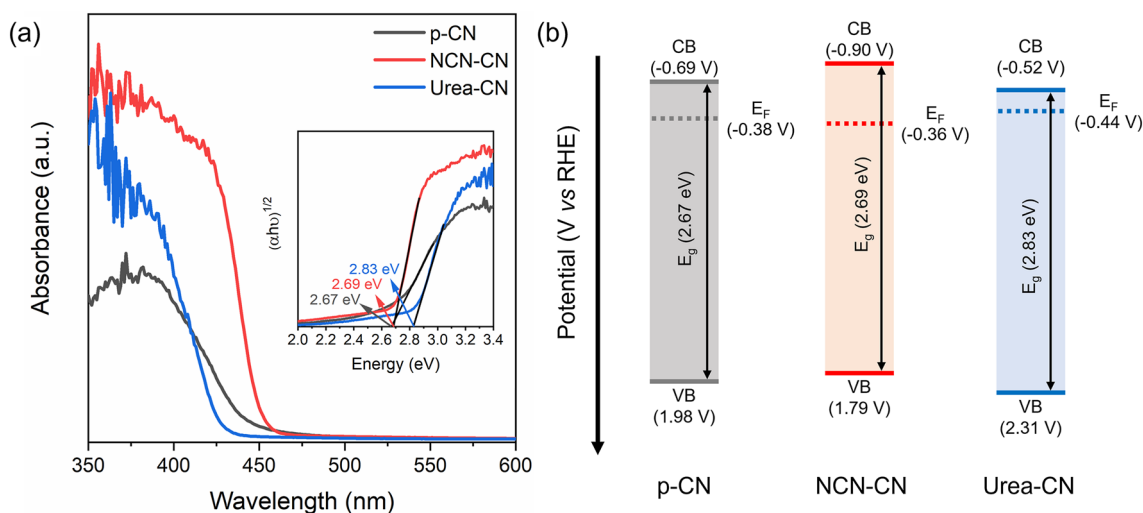 (a)
p-CN
NCN-CN
Urea-CN
Absorbance (a.u.)
(αhυ)1/2
2.83 eV
2.69 eV
2.67 eV
2.0 2.2 2.4 2.6 2.8 3.0 3.2 3.4
Energy (eV)
350 400 450 500 550 600
Wavelength (nm)
(b)
Potential (V vs RHE)
CB
(-0.69 V)
EF
(-0.38 V)
Eg (2.67 eV)
VB
(1.98 V)
p-CN
CB
(-0.90 V)
EF
(-0.36 V)
Eg (2.69 eV)
VB
(1.79 V)
NCN-CN
CB
(-0.52 V)
EF
(-0.44 V)
Eg (2.83 eV)
VB
(2.31 V)
Urea-CN